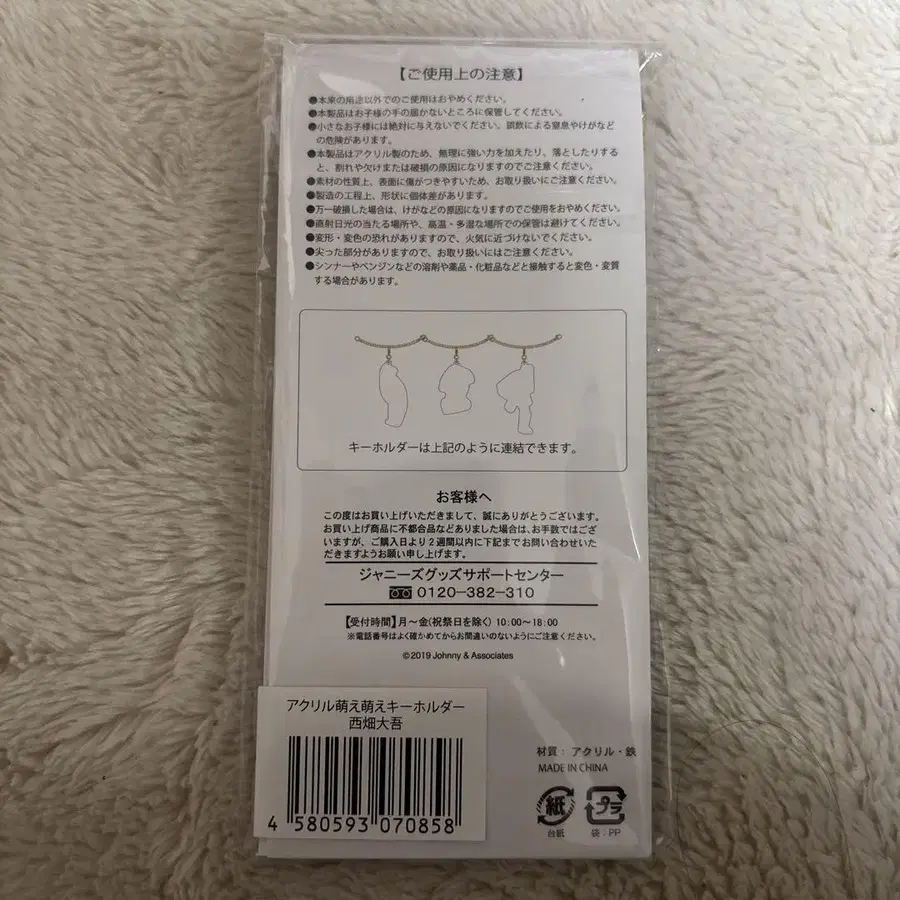 【ご使用上の注意】
●本来の用途以外でのご使用はおやめください。
●本製品はお子様の手の届かないところに保管してください。
●小さなお子様には絶対に与えないでください。誤飲による窒息やけがなど
の危険があります。
●本製品はアクリル製のため、無理に強い力を加えたり、落としたりする
と、割れや欠けまたは破損の原因になりますのでご注意ください。
●素材の性質上、表面に傷がつきやすいため、お取り扱いにご注意ください。
●製造の工程上、形状に個体差があります。
●万一破損した場合は、けがなどの原因になりますのでご使用をおやめください。
●直射日光の当たる場所や、高温・多湿な場所での保管は避けてください。
●変形・変色の恐れがありますので、火気に近づけないでください。
●尖った部分がありますので、お取り扱いにはご注意ください。
●シンナーやベンジンなどの溶剤や薬品・化粧品などと接触すると変色・変質
する場合があります。
キーホルダーは上記のように連結できます。
お客様へ
この度はお買い上げいただきまして、誠にありがとうございます。
お買い上げ商品に不都合品などありました場合は、お手数ではござ
いますが、ご購入日より2週間以内に下記までお問い合わせいた
だきますようお願い申し上げます。
ジャニーズグッズサポートセンター
0120-382-310
【受付時間】月〜金(祝祭日を除く) 10:00〜18:00
※電話番号はよく確かめてからお間違いのないようにご注意ください。
©2019 Johnny & Associates
アクリル萌え萌えキーホルダー
西畑大吾
4 580593 070858
材質: アクリル・鉄
MADE IN CHINA
紙 プラ
台紙 袋:PP